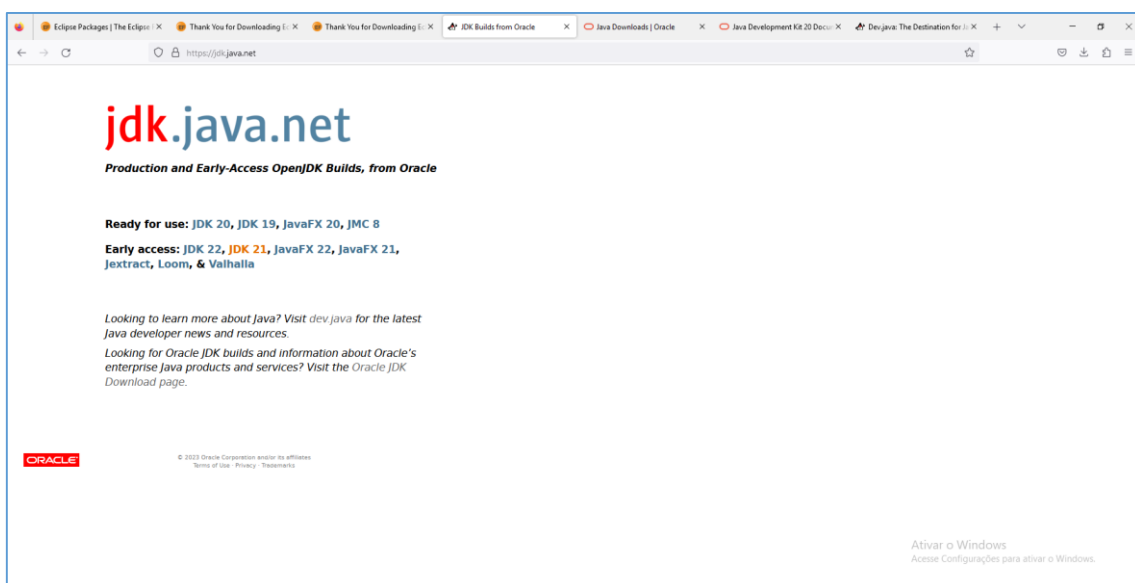 Eclipse Packages | The Eclipse
Thank You for Downloading Ec
Thank You for Downloading Ec
JDK Builds from Oracle
Java Downloads | Oracle
Java Development Kit 20 Docu
Dev.java: The Destination for Ja
https://jdk.java.net
jdk.java.net
Production and Early-Access OpenJDK Builds, from Oracle
Ready for use: JDK 20, JDK 19, JavaFX 20, JMC 8
Early access: JDK 22, JDK 21, JavaFX 22, JavaFX 21,
Jextract, Loom, & Valhalla
Looking to learn more about Java? Visit dev.java for the latest
Java developer news and resources.
Looking for Oracle JDK builds and information about Oracle's
enterprise Java products and services? Visit the Oracle JDK
Download page.
ORACLE
© 2023 Oracle Corporation and/or its affiliates
Terms of Use · Privacy · Trademarks
Ativar o Windows
Acesse Configurações para ativar o Windows.